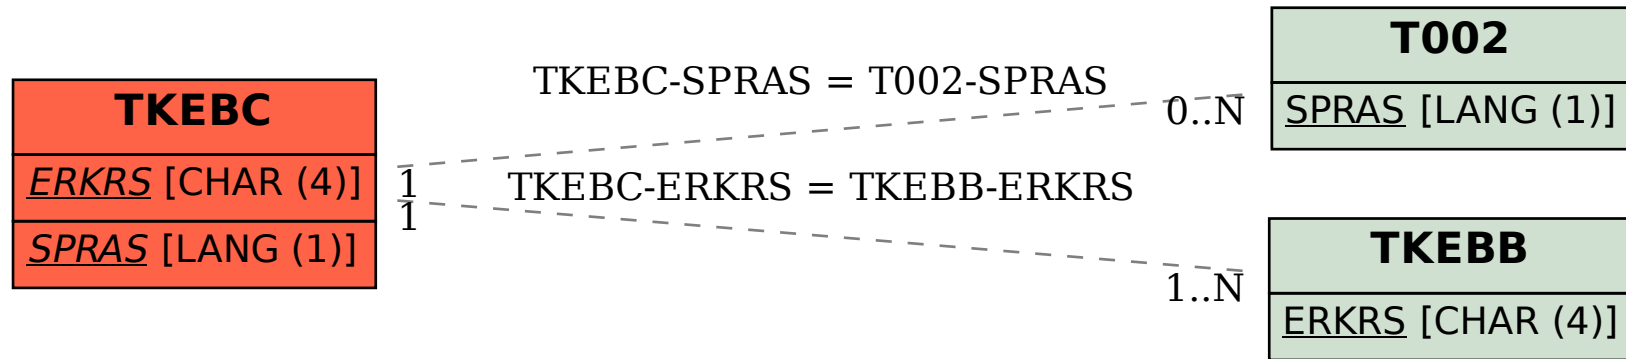 TKEBC
ERKRS [CHAR (4)]
SPRAS [LANG (1)]
TKEBC-SPRAS = T002-SPRAS
0..N
1
TKEBC-ERKRS = TKEBB-ERKRS
1
1..N
T002
SPRAS [LANG (1)]
TKEBB
ERKRS [CHAR (4)]